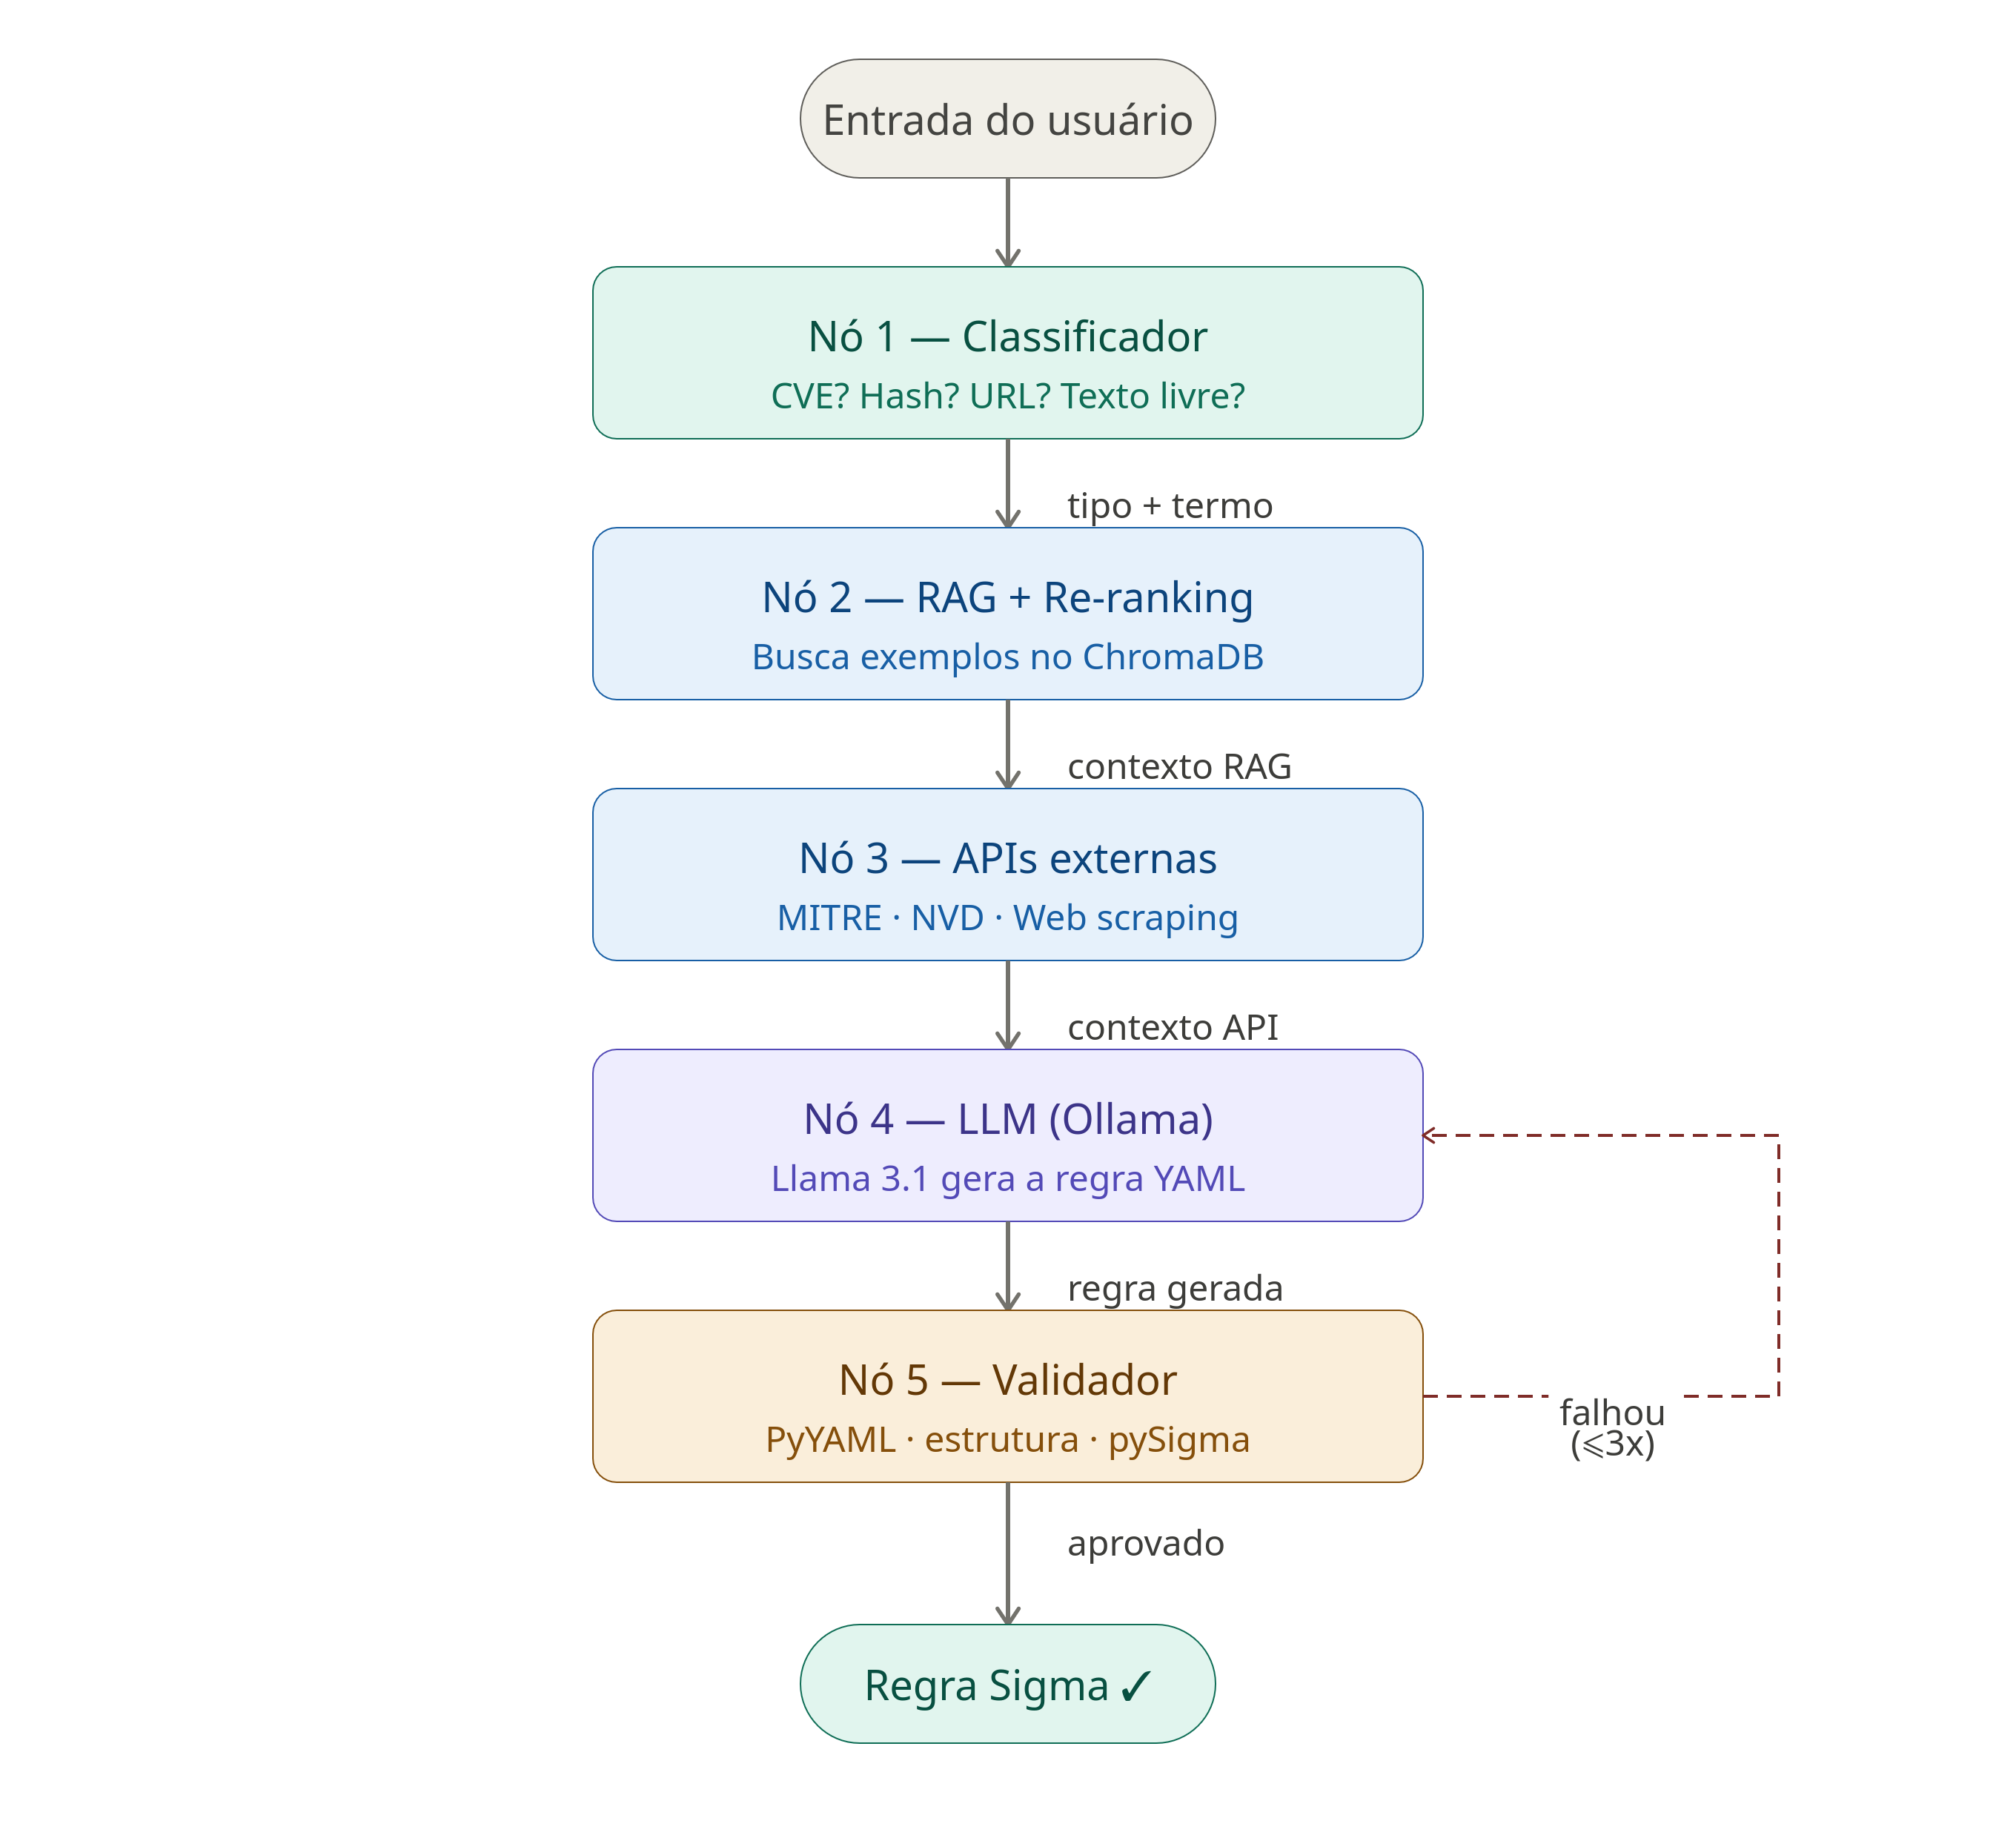 Entrada do usuário
Nó 1 — Classificador
CVE? Hash? URL? Texto livre?
tipo + termo
Nó 2 — RAG + Re-ranking
Busca exemplos no ChromaDB
contexto RAG
Nó 3 — APIs externas
MITRE · NVD · Web scraping
contexto API
Nó 4 — LLM (Ollama)
Llama 3.1 gera a regra YAML
regra gerada
Nó 5 — Validador
PyYAML · estrutura · pySigma
falhou
(⩽3x)
aprovado
Regra Sigma ✓